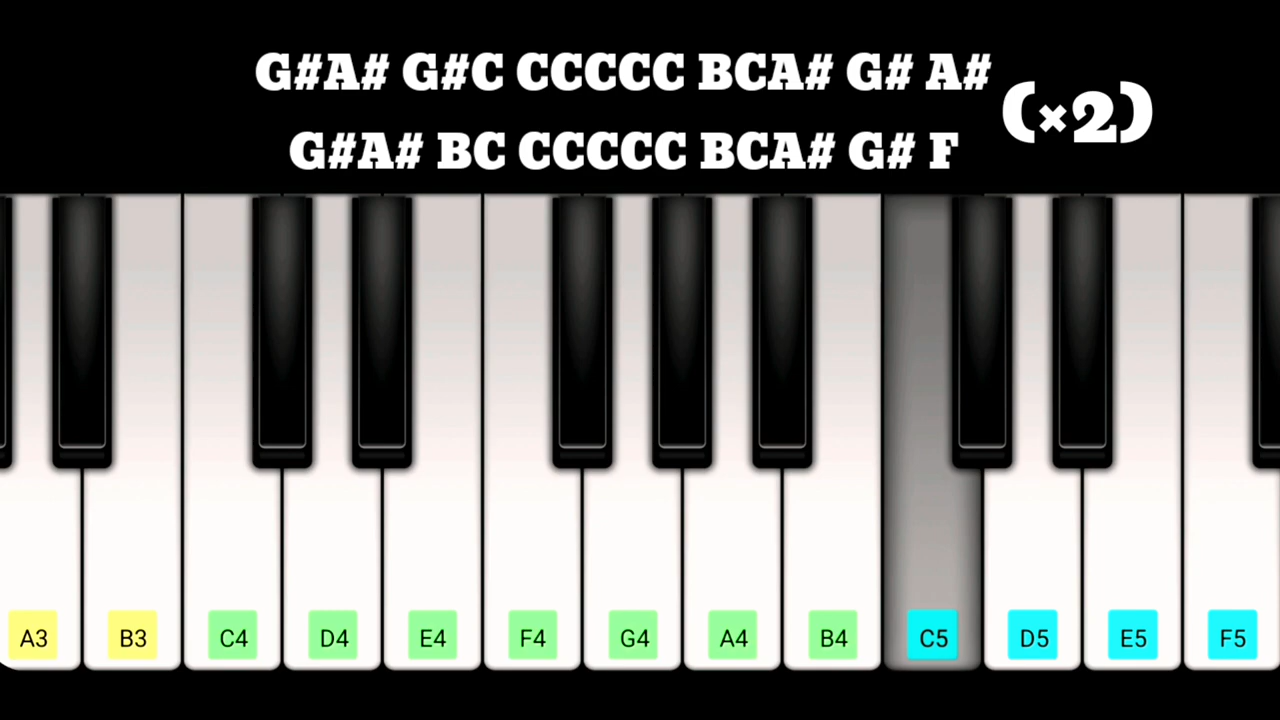 G#A# G#C CCCCC BCA# G# A#
(×2)
G#A# BC CCCCC BCA# G# F
A3 B3 C4 D4 E4 F4 G4 A4 B4 C5 D5 E5 F5